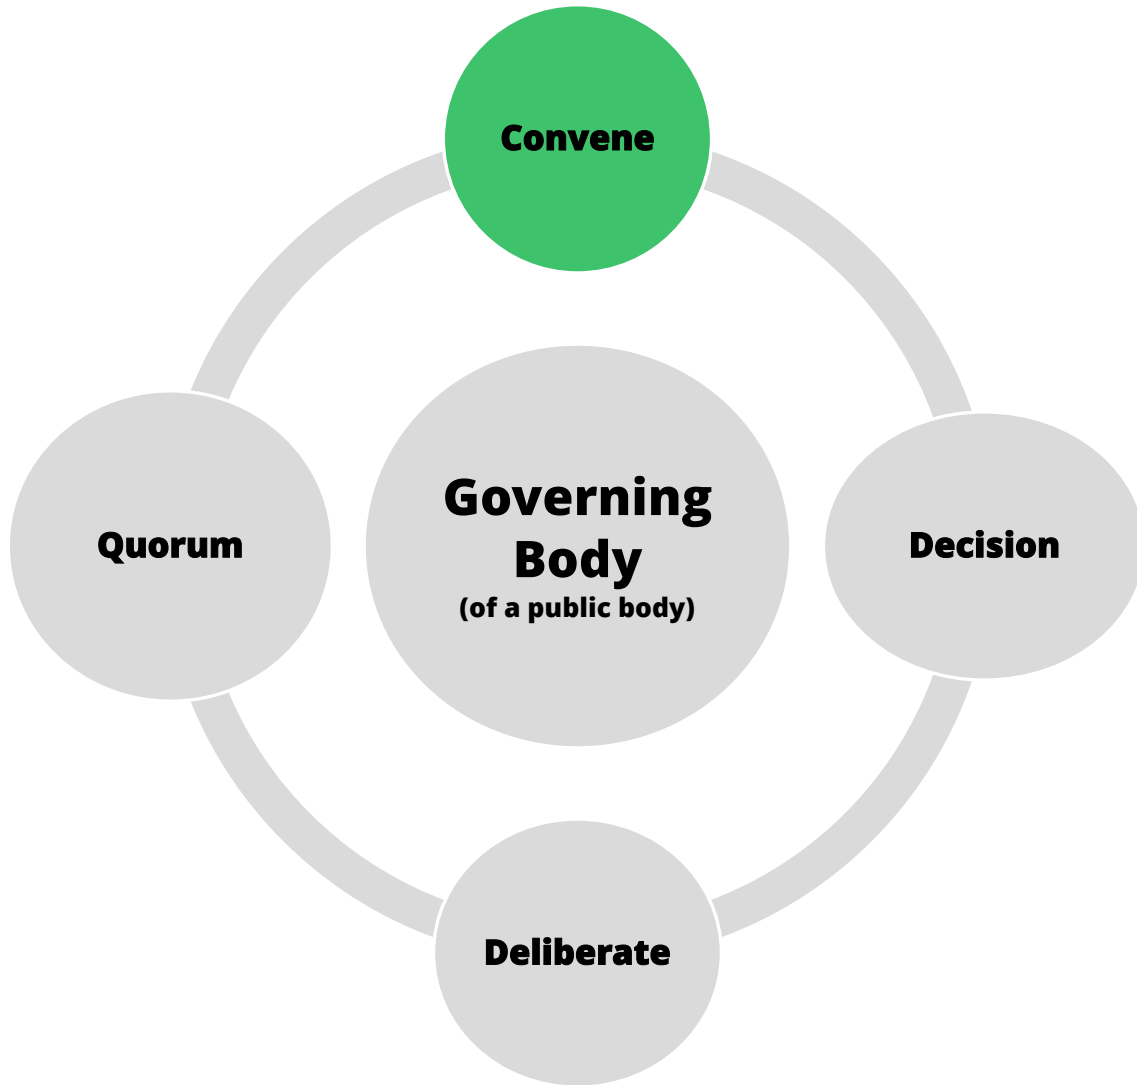 Convene
Quorum
Governing
Body
(of a public body)
Decision
Deliberate